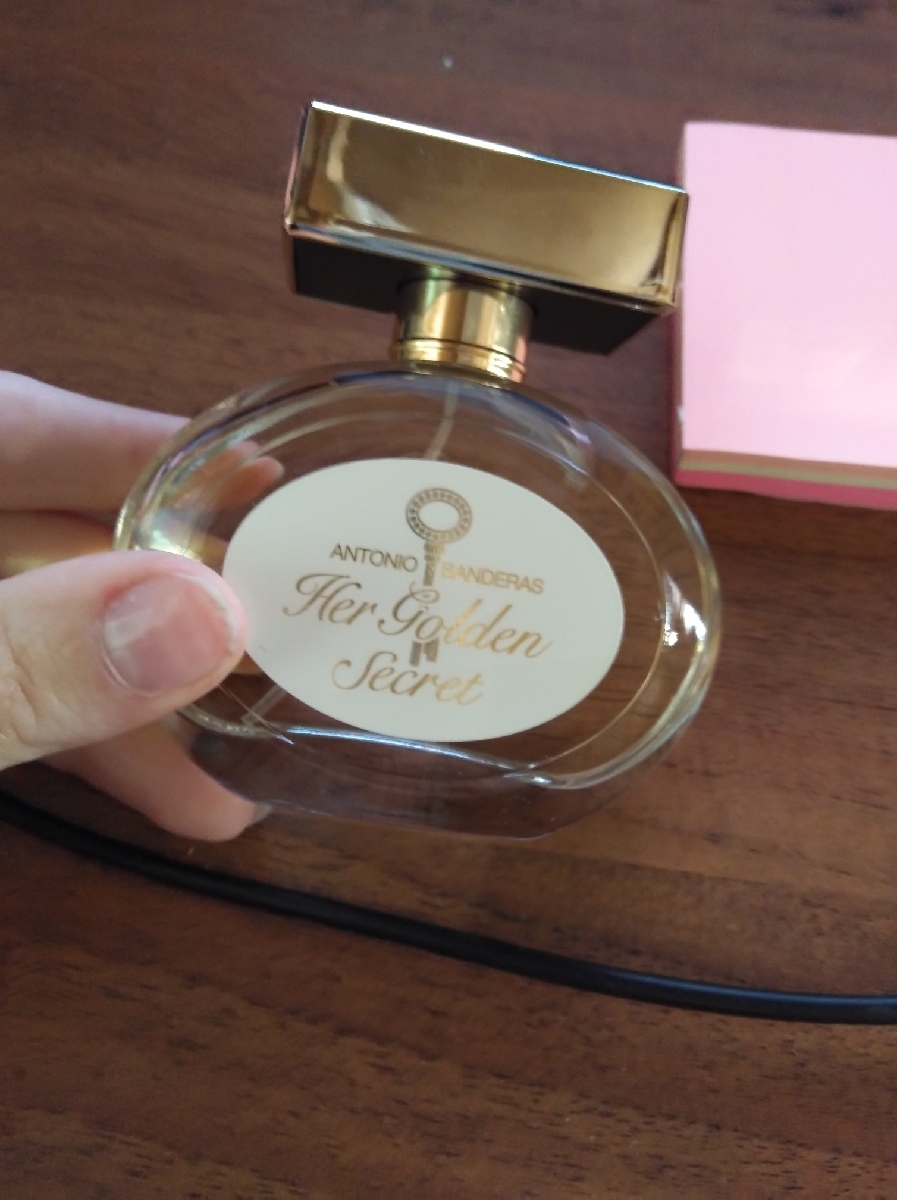 ANTONIO BANDERAS
Her Golden
Secret